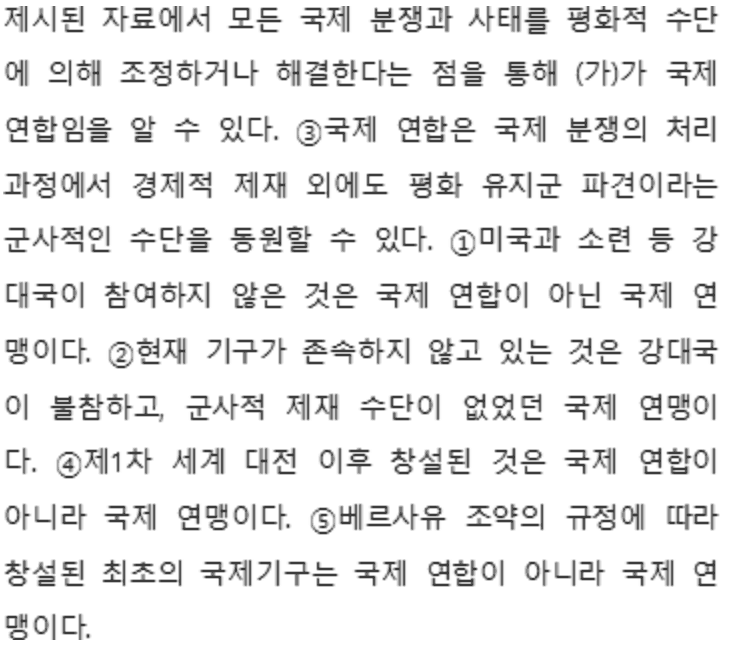 제시된 자료에서 모든 국제 분쟁과 사태를 평화적 수단
에 의해 조정하거나 해결한다는 점을 통해 (가)가 국제
연합임을 알 수 있다. ③국제 연합은 국제 분쟁의 처리
과정에서 경제적 제재 외에도 평화 유지군 파견이라는
군사적인 수단을 동원할 수 있다. ①미국과 소련 등 강
대국이 참여하지 않은 것은 국제 연합이 아닌 국제 연
맹이다. ②현재 기구가 존속하지 않고 있는 것은 강대국
이 불참하고, 군사적 제재 수단이 없었던 국제 연맹이
다. ④제1차 세계 대전 이후 창설된 것은 국제 연합이
아니라 국제 연맹이다. ⑤베르사유 조약의 규정에 따라
창설된 최초의 국제기구는 국제 연합이 아니라 국제 연
맹이다.